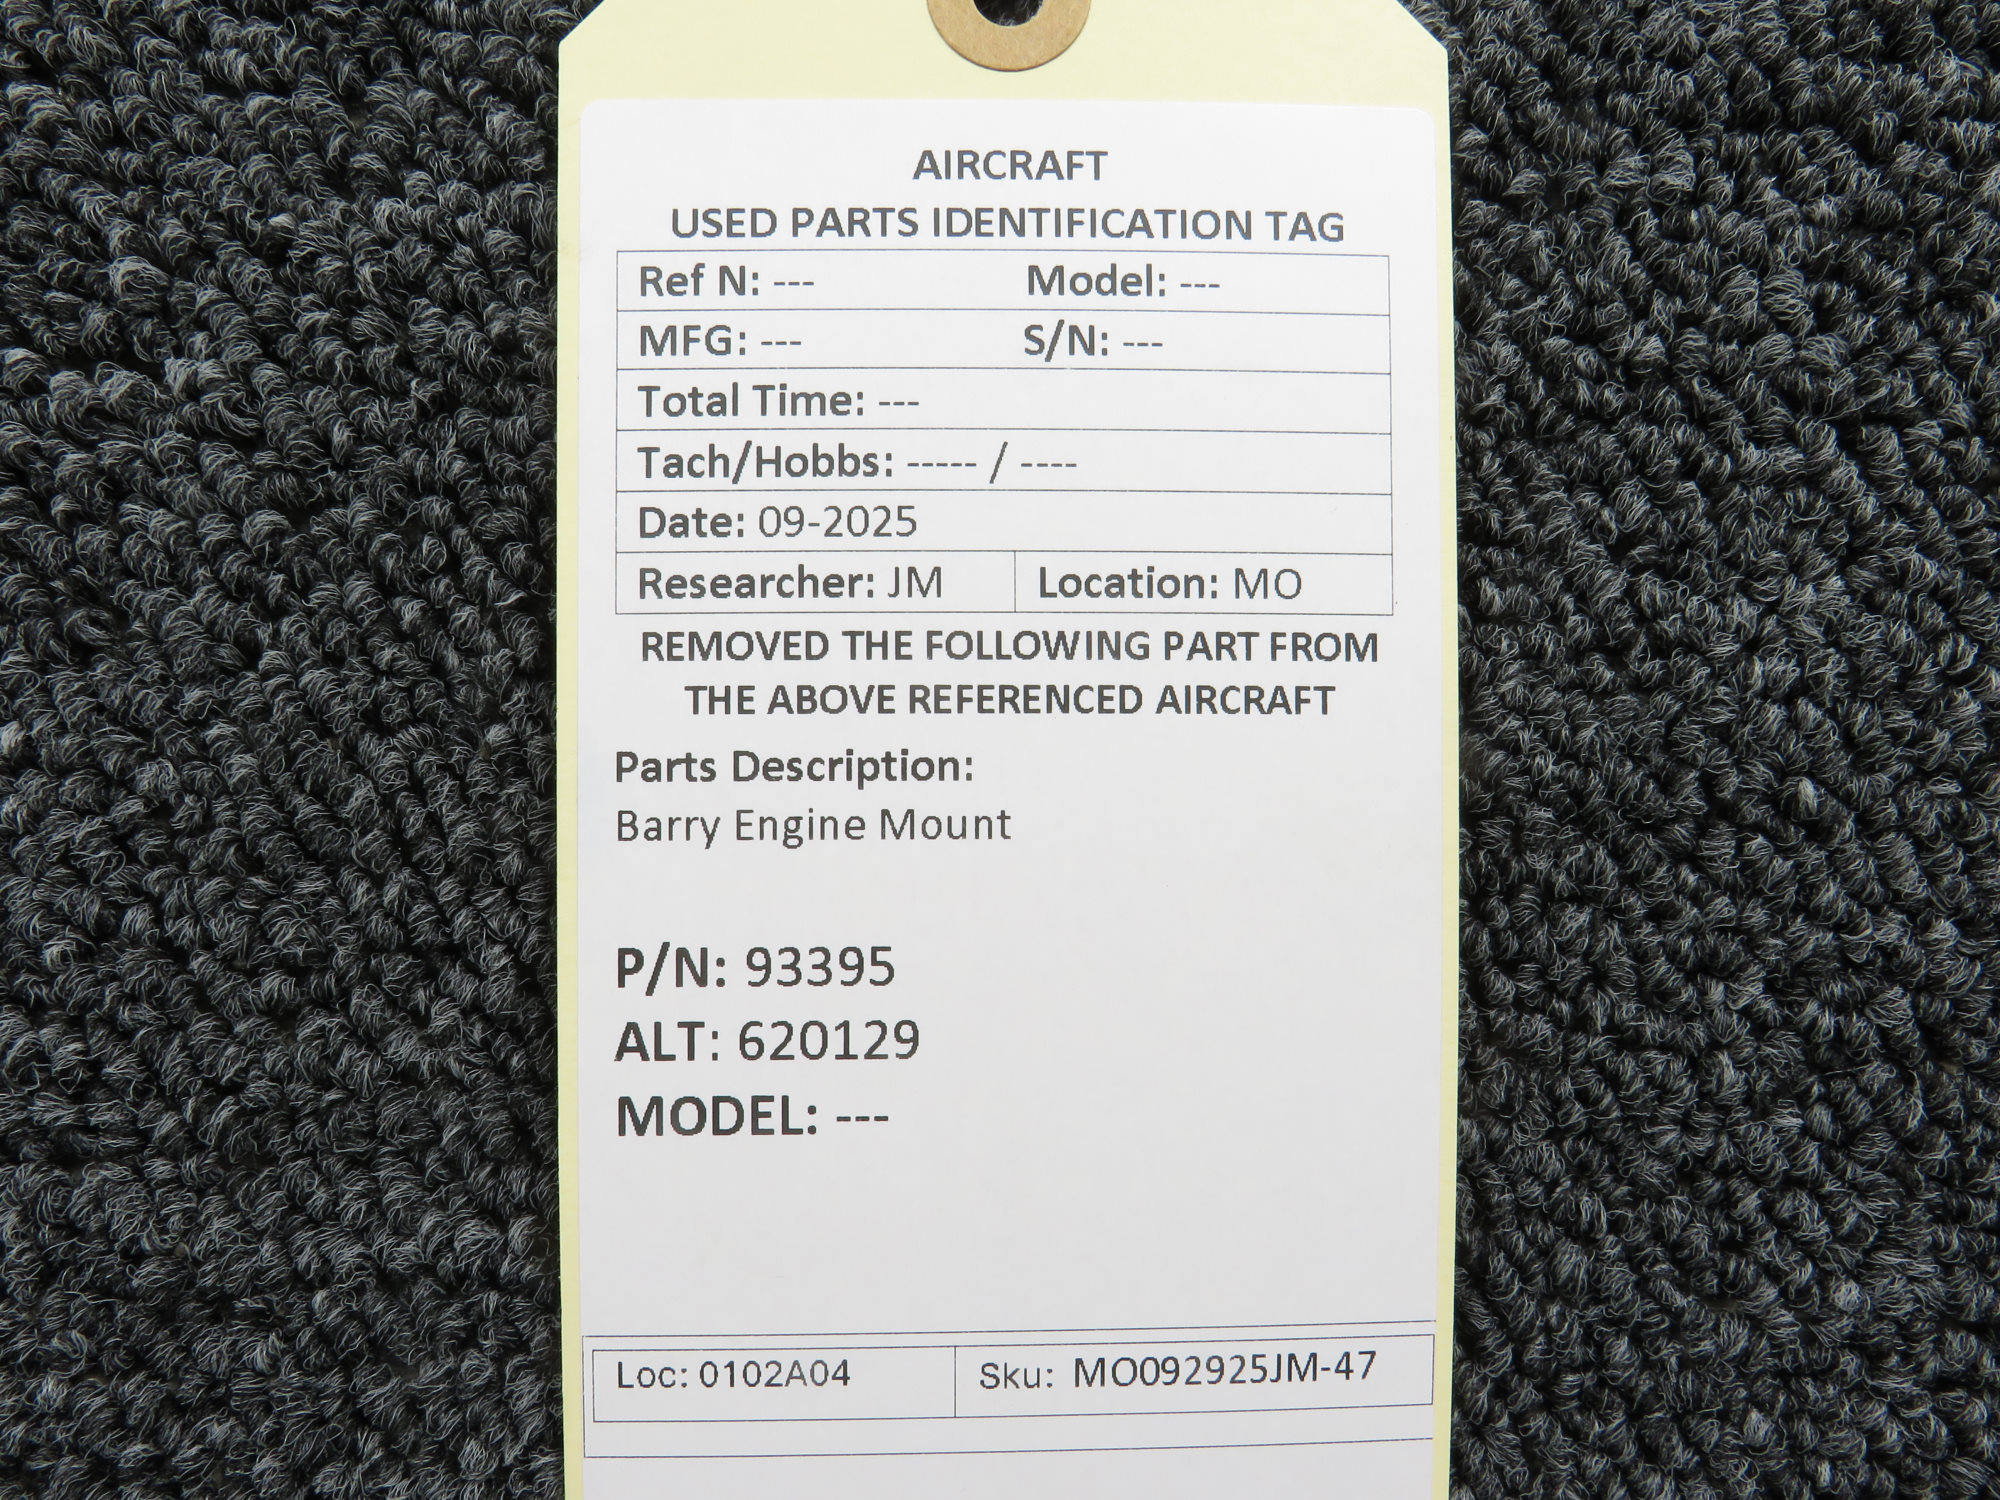 AIRCRAFT
USED PARTS IDENTIFICATION TAG
Ref N: --- Model: ---
MFG: --- S/N: ---
Total Time: ---
Tach/Hobbs: ----- / ----
Date: 09-2025
Researcher: JM Location: MO
REMOVED THE FOLLOWING PART FROM
THE ABOVE REFERENCED AIRCRAFT
Parts Description:
Barry Engine Mount
P/N: 93395
ALT: 620129
MODEL: ---
Loc: 0102A04 Sku: MO092925JM-47